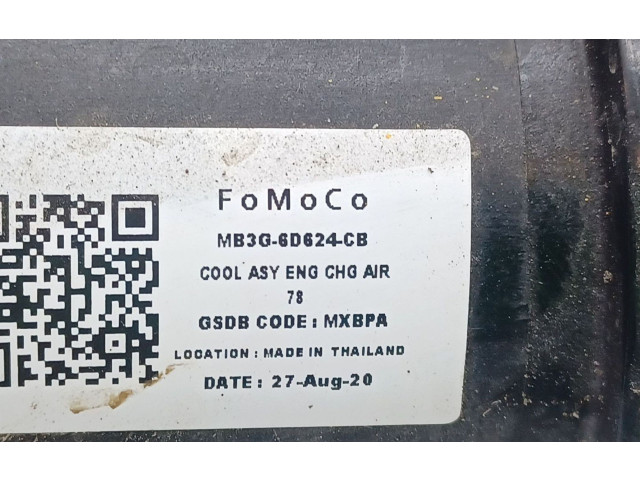 FoMoCo
MB3G-6D624-CB
COOL ASY ENG CHG AIR
78
GSDB CODE : MXBPA
LOCATION : MADE IN THAILAND
DATE : 27-Aug-20